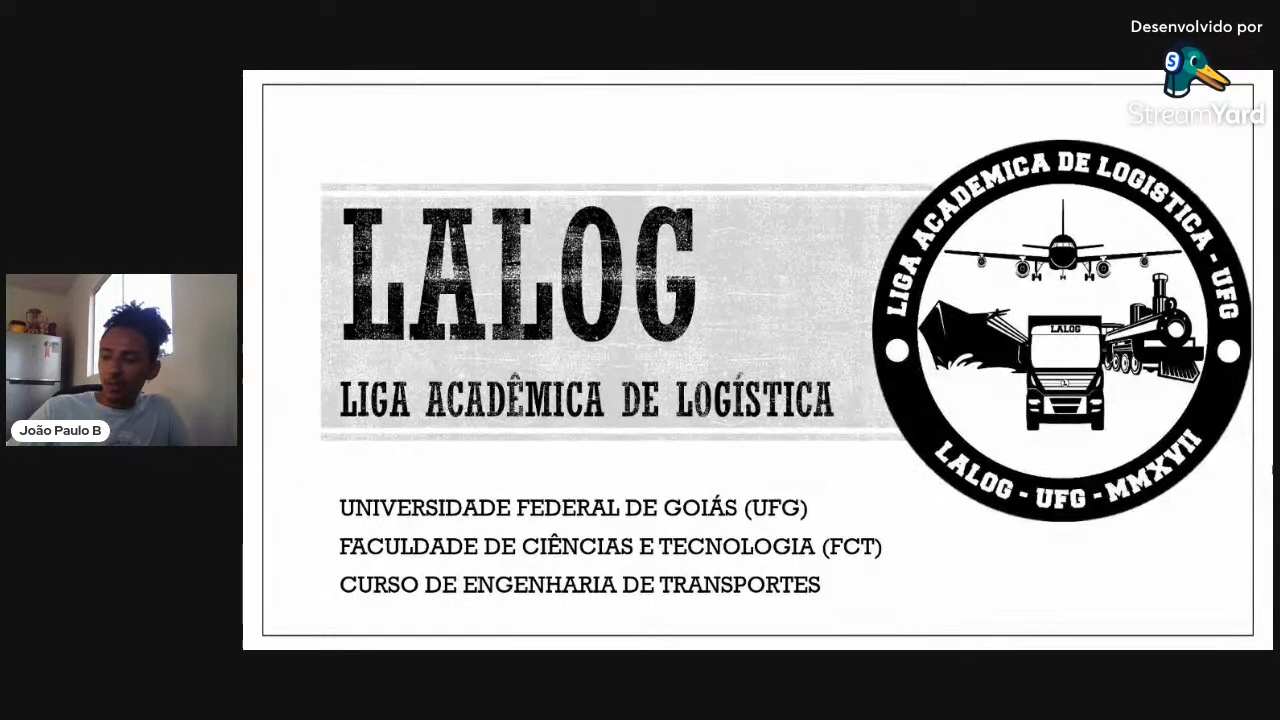 Desenvolvido por
StreamYard
LIGA ACADEMICA DE LOGISTICA - UFG
LALOG
LALOG
LIGA ACADÊMICA DE LOGÍSTICA
João Paulo B
LALOG - UFG - MMXVII
UNIVERSIDADE FEDERAL DE GOIÁS (UFG)
FACULDADE DE CIÊNCIAS E TECNOLOGIA (FCT)
CURSO DE ENGENHARIA DE TRANSPORTES